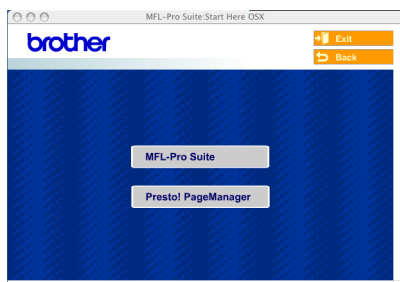 MFL-Pro Suite:Start Here OSX
brother
Exit
Back
MFL-Pro Suite
Presto! PageManager